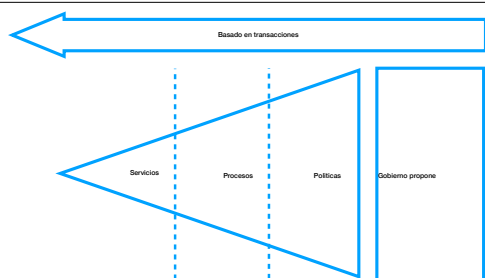 Basado en transacciones
Servicios
Procesos
Políticas
Gobierno propone